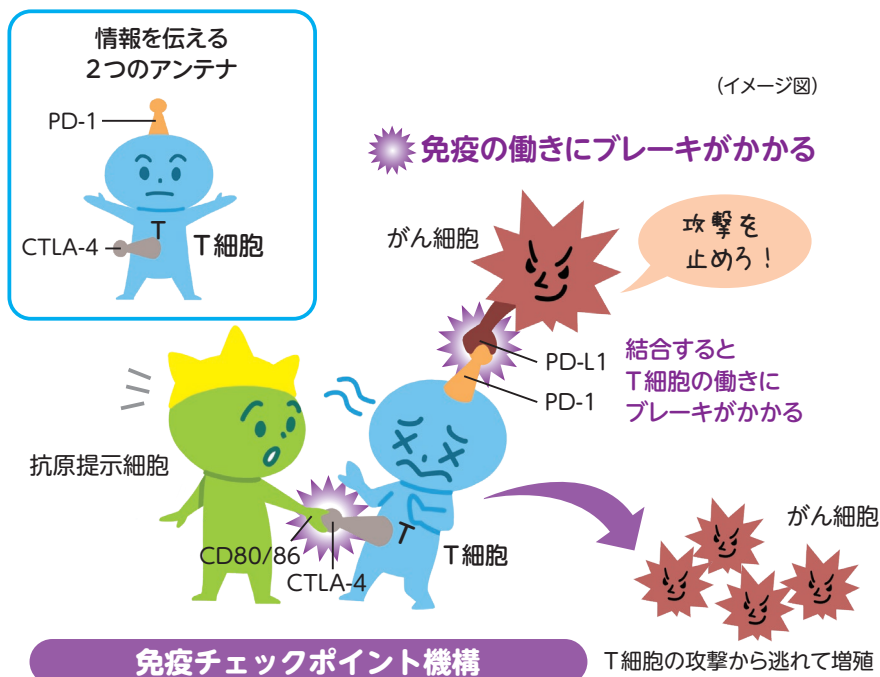 情報を伝える
2つのアンテナ
PD-1
CTLA-4
T
T細胞
(イメージ図)
免疫の働きにブレーキがかかる
がん細胞
攻撃を
止めろ！
PD-L1
PD-1
結合すると
T細胞の働きに
ブレーキがかかる
抗原提示細胞
CD80/86
CTLA-4
T
T細胞
がん細胞
T細胞の攻撃から逃れて増殖
免疫チェックポイント機構